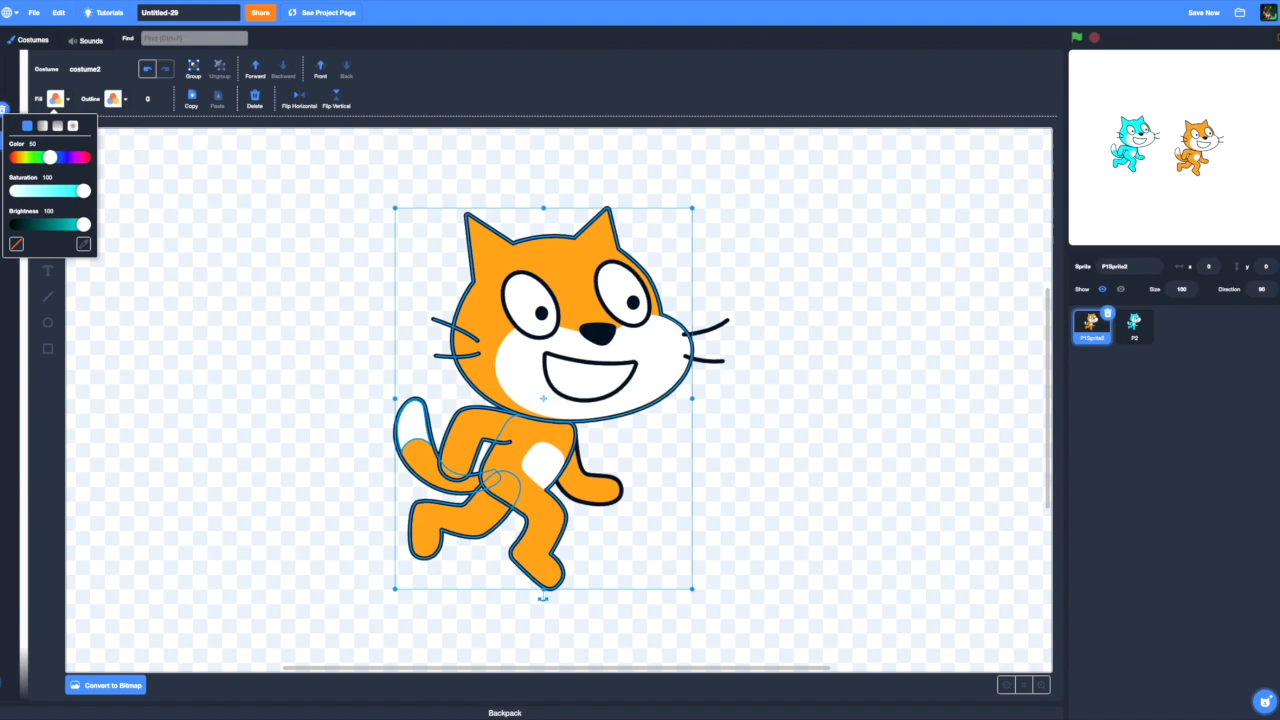 File Edit Tutorials Untitled-29 Share See Project Page Save Now
Costumes Sounds Find Find (Ctrl+F)
Costume costume2 Group Ungroup Forward Backward Front Back
Fill Outline 0 Copy Paste Delete Flip Horizontal Flip Vertical
Color 50
Saturation 100
Brightness 100
T
Sprite P1Sprite2 x 0 y 0
Show Size 100 Direction 90
P1Sprite2 P2
Convert to Bitmap
Backpack